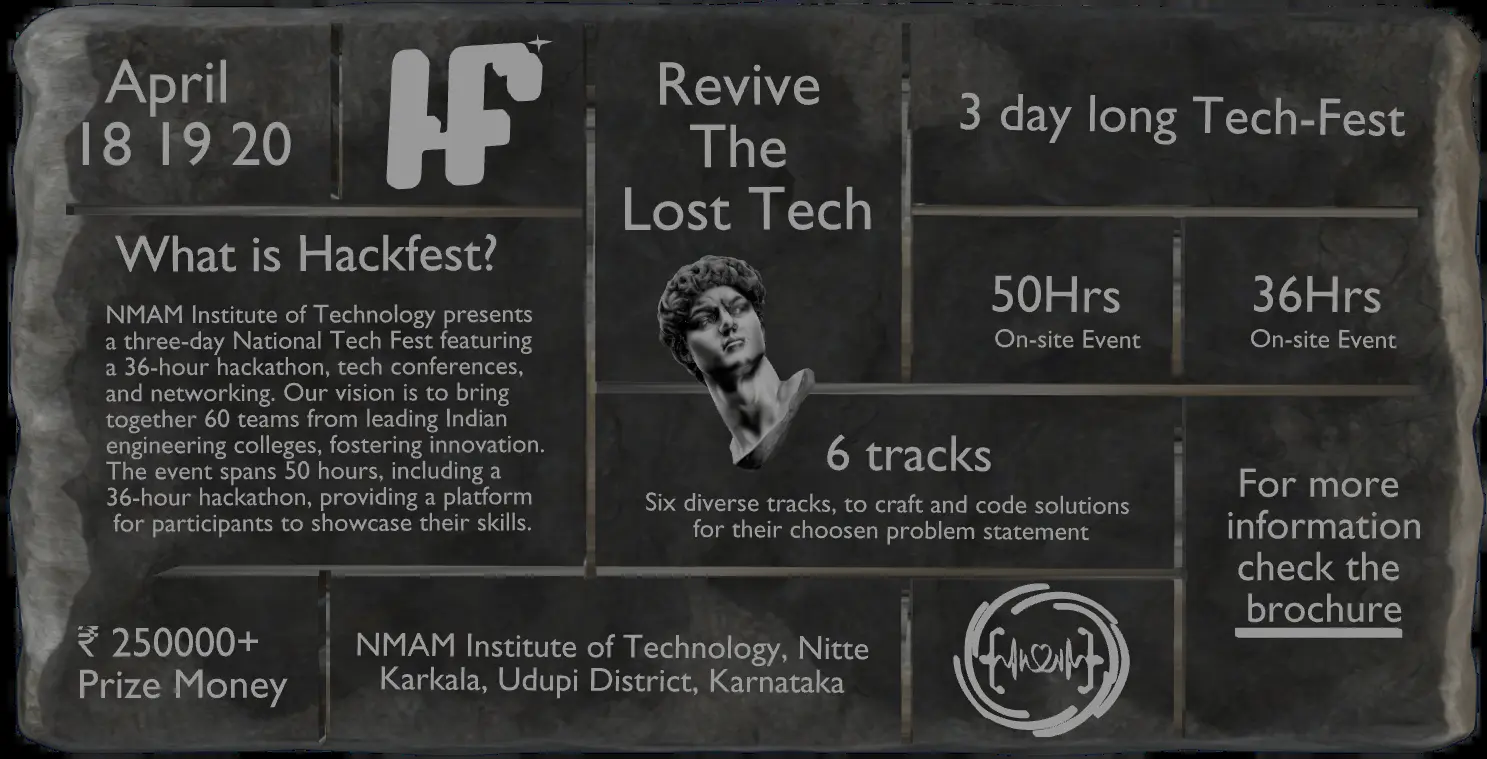 April
18 19 20
HF
Revive
The
Lost Tech
3 day long Tech-Fest
50Hrs
On-site Event
36Hrs
On-site Event
What is Hackfest?
NMAM Institute of Technology presents
a three-day National Tech Fest featuring
a 36-hour hackathon, tech conferences,
and networking. Our vision is to bring
together 60 teams from leading Indian
engineering colleges, fostering innovation.
The event spans 50 hours, including a
36-hour hackathon, providing a platform
for participants to showcase their skills.
6 tracks
Six diverse tracks, to craft and code solutions
for their choosen problem statement
For more
information
check the
brochure
₹ 250000+
Prize Money
NMAM Institute of Technology, Nitte
Karkala, Udupi District, Karnataka